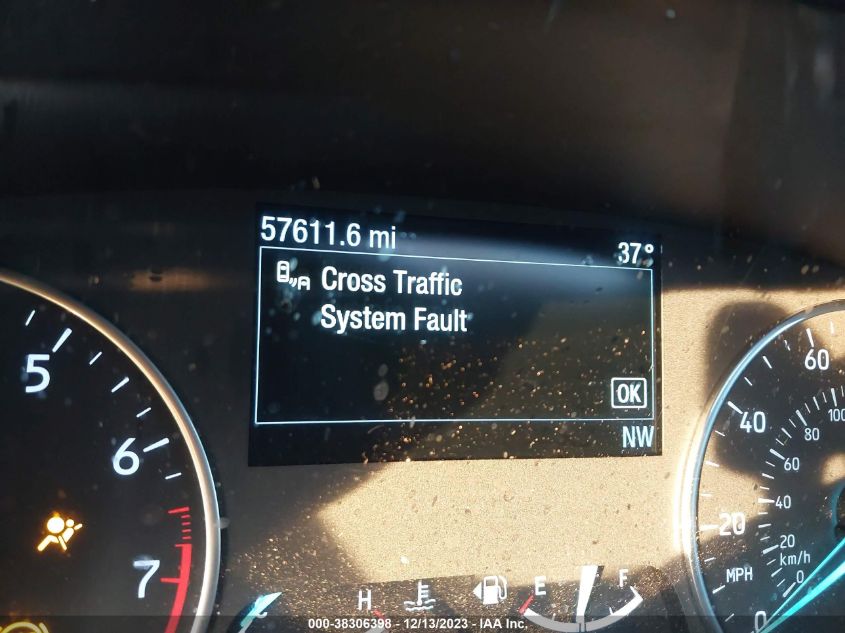 57611.6 mi
37°
Cross Traffic
System Fault
OK
NW
5
6
7
60
40
20
0
MPH
100
80
60
40
20
km/h
0
H
E
F
000-38306398 - 12/13/2023 - IAA Inc.